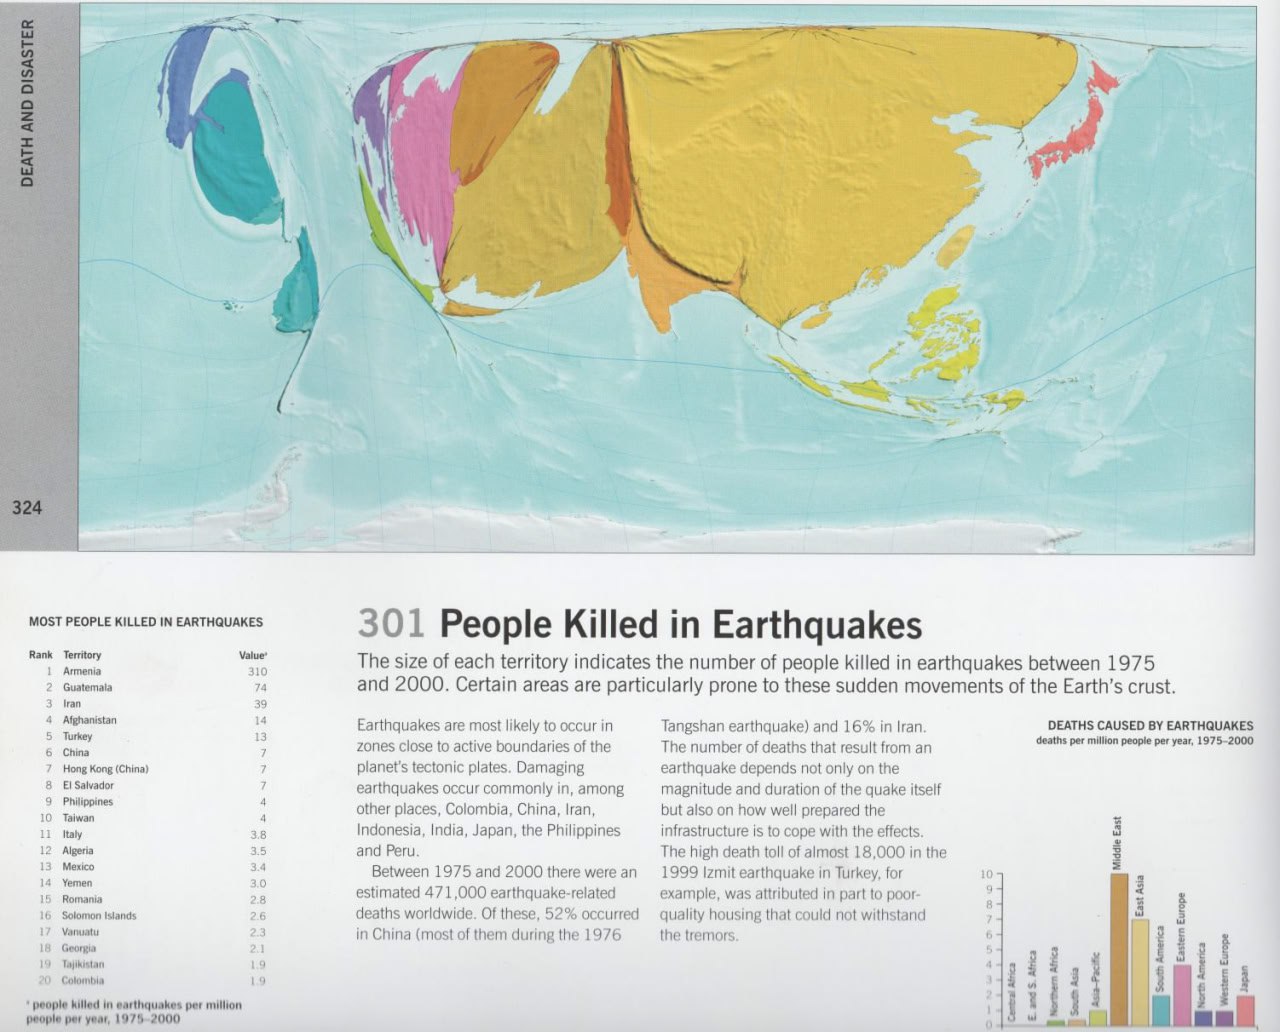 DEATH AND DISASTER
324
MOST PEOPLE KILLED IN EARTHQUAKES
Rank Territory Valueª
1 Armenia 310
2 Guatemala 74
3 Iran 39
4 Afghanistan 14
5 Turkey 13
6 China 7
7 Hong Kong (China) 7
8 El Salvador 7
9 Philippines 4
10 Taiwan 4
11 Italy 3.8
12 Algeria 3.5
13 Mexico 3.4
14 Yemen 3.0
15 Romania 2.8
16 Solomon Islands 2.6
17 Vanuatu 2.3
18 Georgia 2.1
19 Tajikistan 1.9
20 Colombia 1.9
ª people killed in earthquakes per million
people per year, 1975–2000
301 People Killed in Earthquakes
The size of each territory indicates the number of people killed in earthquakes between 1975
and 2000. Certain areas are particularly prone to these sudden movements of the Earth's crust.
Earthquakes are most likely to occur in
zones close to active boundaries of the
planet's tectonic plates. Damaging
earthquakes occur commonly in, among
other places, Colombia, China, Iran,
Indonesia, India, Japan, the Philippines
and Peru.
Between 1975 and 2000 there were an
estimated 471,000 earthquake-related
deaths worldwide. Of these, 52% occurred
in China (most of them during the 1976
Tangshan earthquake) and 16% in Iran.
The number of deaths that result from an
earthquake depends not only on the
magnitude and duration of the quake itself
but also on how well prepared the
infrastructure is to cope with the effects.
The high death toll of almost 18,000 in the
1999 Izmit earthquake in Turkey, for
example, was attributed in part to poor-
quality housing that could not withstand
the tremors.
DEATHS CAUSED BY EARTHQUAKES
deaths per million people per year, 1975–2000
10
9
8
7
6
5
4
3
2
1
0
Central Africa
E. and S. Africa
Northern Africa
South Asia
Asia–Pacific
Middle East
East Asia
South America
Eastern Europe
North America
Western Europe
Japan